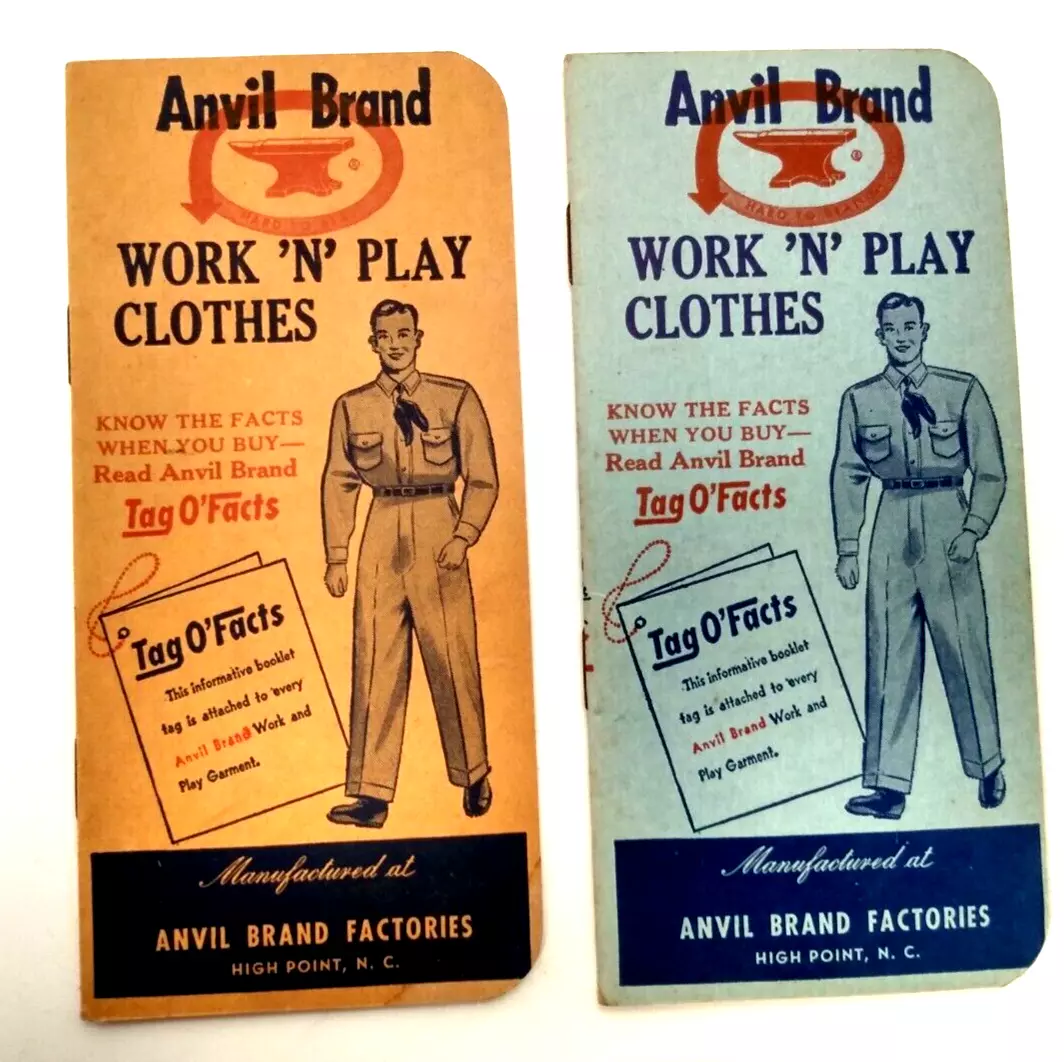 Anvil Brand
®
HARD TO
WORK 'N' PLAY
CLOTHES
KNOW THE FACTS
WHEN YOU BUY—
Read Anvil Brand
Tag O'Facts
Tag O'Facts
This informative booklet
tag is attached to every
Anvil Brand Work and
Play Garment.
Manufactured at
ANVIL BRAND FACTORIES
HIGH POINT, N. C.
Anvil Brand
®
HARD TO
WORK 'N' PLAY
CLOTHES
KNOW THE FACTS
WHEN YOU BUY—
Read Anvil Brand
Tag O'Facts
Tag O'Facts
This informative booklet
tag is attached to every
Anvil Brand Work and
Play Garment.
Manufactured at
ANVIL BRAND FACTORIES
HIGH POINT, N. C.